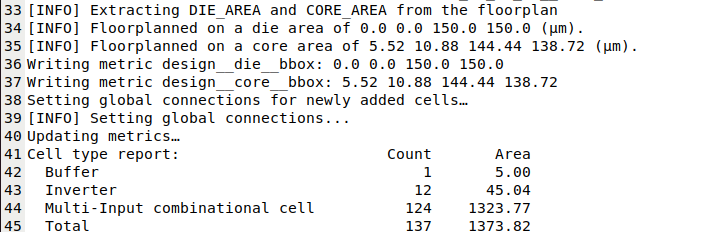 33 [INFO] Extracting DIE_AREA and CORE_AREA from the floorplan
34 [INFO] Floorplanned on a die area of 0.0 0.0 150.0 150.0 (µm).
35 [INFO] Floorplanned on a core area of 5.52 10.88 144.44 138.72 (µm).
36 Writing metric design__die__bbox: 0.0 0.0 150.0 150.0
37 Writing metric design__core__bbox: 5.52 10.88 144.44 138.72
38 Setting global connections for newly added cells…
39 [INFO] Setting global connections...
40 Updating metrics…
41 Cell type report: Count Area
42 Buffer 1 5.00
43 Inverter 12 45.04
44 Multi-Input combinational cell 124 1323.77
45 Total 137 1373.82